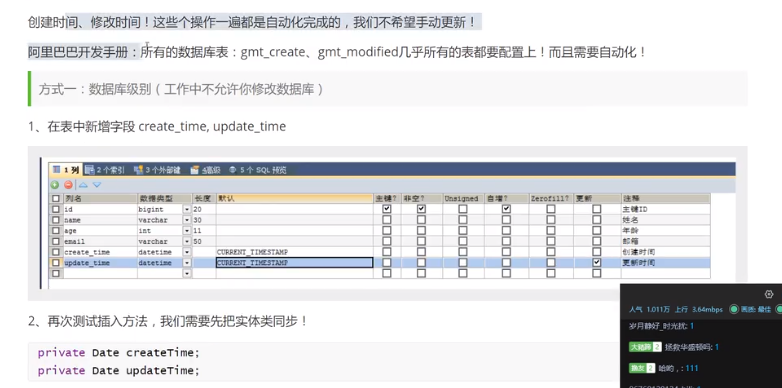 创建时间、修改时间！这些个操作一遍都是自动化完成的，我们不希望手动更新！
阿里巴巴开发手册：所有的数据库表：gmt_create、gmt_modified几乎所有的表都要配置上！而且需要自动化！
方式一：数据库级别（工作中不允许你修改数据库）
1、在表中新增字段 create_time, update_time
1 列 2 个索引 3 个外部键 4高级 5 个 SQL 预览
列名 数据类型 长度 默认 主键? 非空? Unsigned 自增? Zerofill? 更新 注释
id bigint 20 主键ID
name varchar 30 姓名
age int 11 年龄
email varchar 50 邮箱
create_time datetime CURRENT_TIMESTAMP 创建时间
update_time datetime CURRENT_TIMESTAMP 更新时间
2、再次测试插入方法，我们需要先把实体类同步！
private Date createTime;
private Date updateTime;
人气 1.011万 上行 3.64mbps 画质: 最佳
岁月静好_时光扰: 1
2 拯救华盛顿吗: 1
2 哈的，: 111